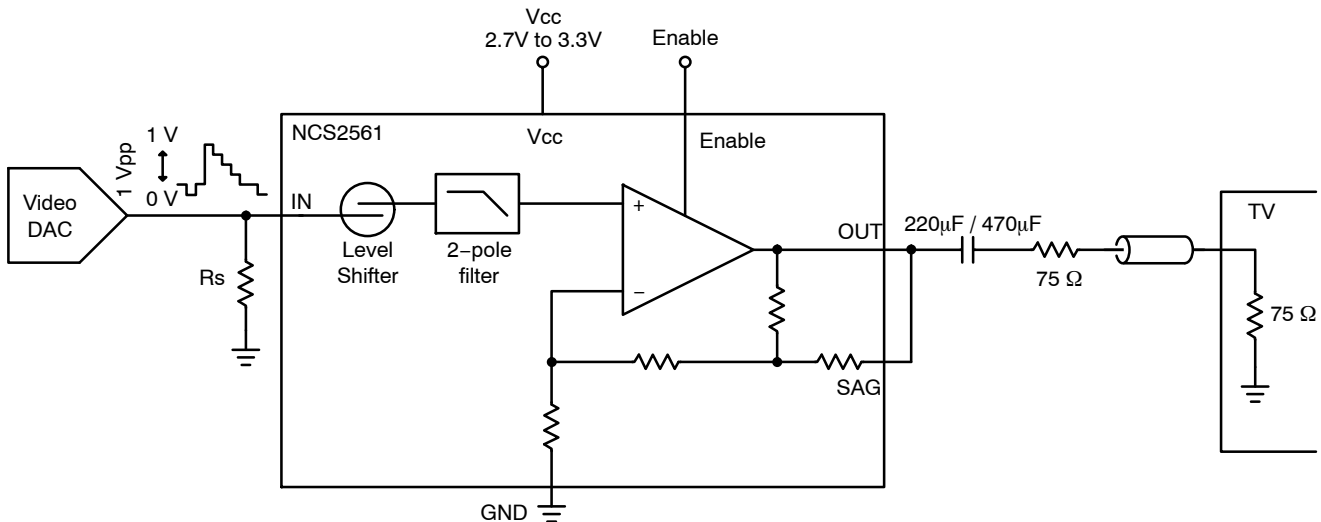 Vcc
2.7V to 3.3V
Enable
NCS2561
Vcc
Enable
1 Vpp
1 V
0 V
Video
DAC
IN
Level
Shifter
2−pole
filter
+
−
OUT
220μF / 470μF
75 Ω
TV
75 Ω
Rs
SAG
GND